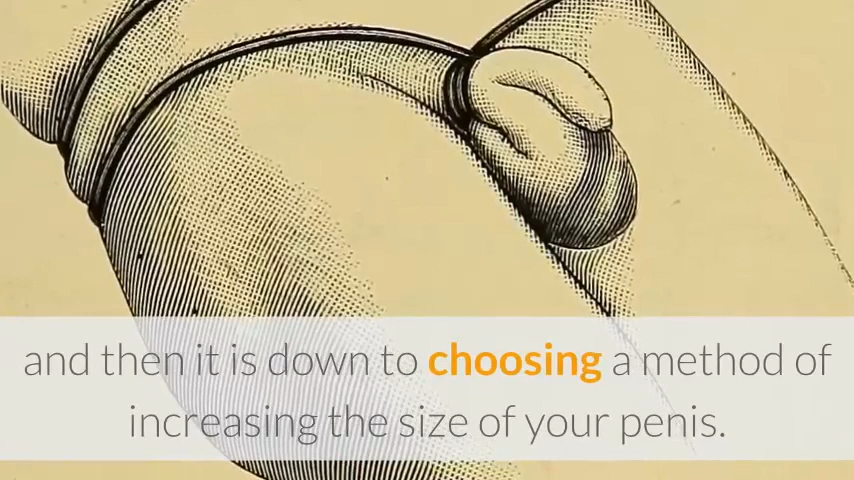 and then it is down to choosing a method of
increasing the size of your penis.